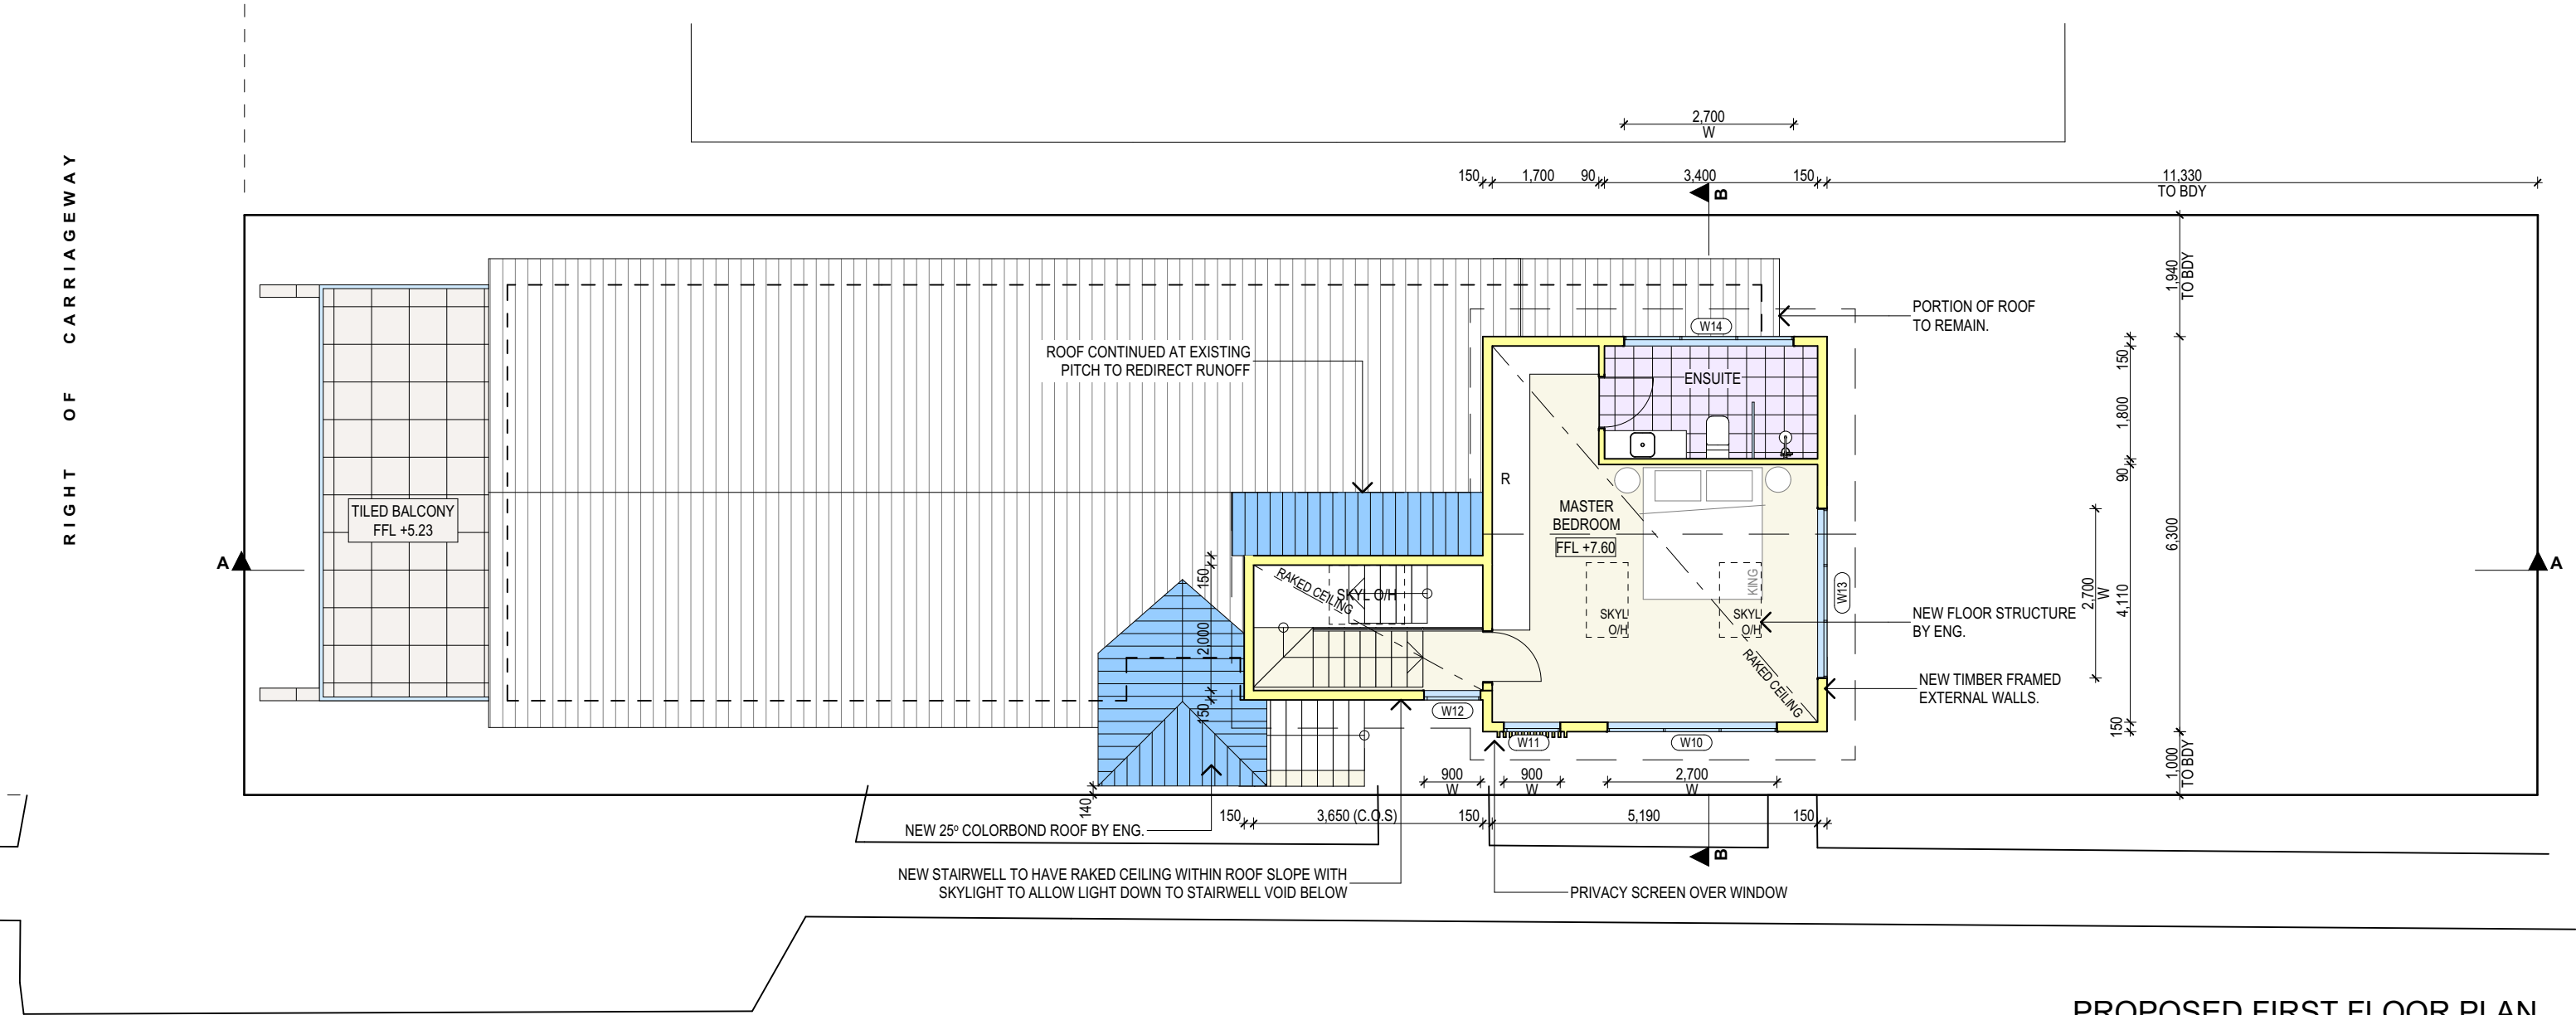 RIGHT OF CARRIAGEWAY
2,700
W
150
1,700
90
3,400
150
11,330
TO BDY
B
1,940
TO BDY
PORTION OF ROOF
TO REMAIN.
W14
ROOF CONTINUED AT EXISTING
PITCH TO REDIRECT RUNOFF
ENSUITE
150
1,800
90
R
MASTER
BEDROOM
FFL +7.60
TILED BALCONY
FFL +5.23
6,300
A
A
150
RAKED CEILING
SKYL O/H
KING
W13
2,700
W
4,110
SKYL
O/H
SKYL
O/H
NEW FLOOR STRUCTURE
BY ENG.
2,000
RAKED CEILING
NEW TIMBER FRAMED
EXTERNAL WALLS.
150
W12
W11
W10
150
1,000
TO BDY
900
W
900
W
2,700
W
140
150
3,650 (C.O.S)
150
5,190
150
NEW 25º COLORBOND ROOF BY ENG.
B
NEW STAIRWELL TO HAVE RAKED CEILING WITHIN ROOF SLOPE WITH
SKYLIGHT TO ALLOW LIGHT DOWN TO STAIRWELL VOID BELOW
PRIVACY SCREEN OVER WINDOW
PROPOSED FIRST FLOOR PLAN